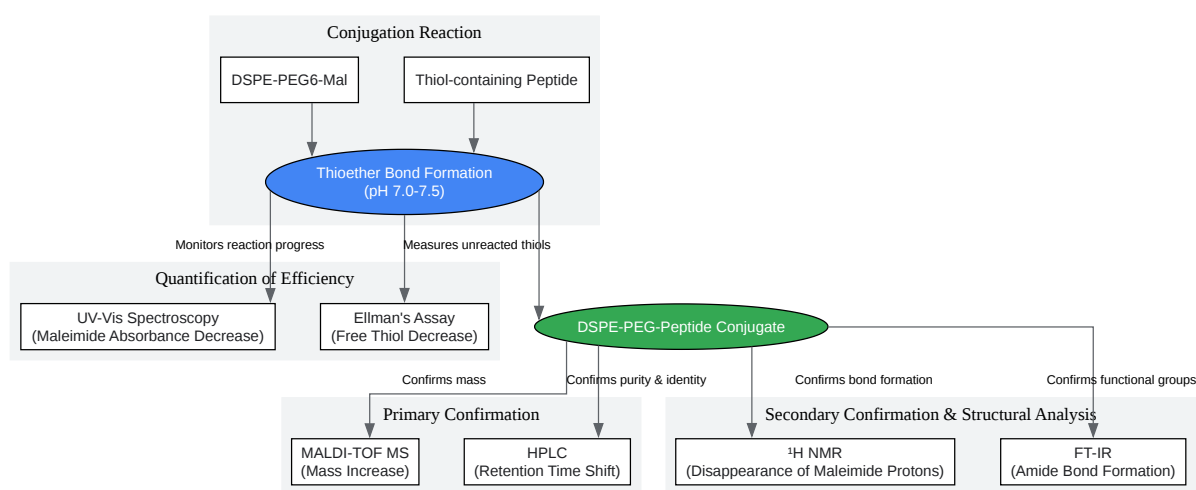 Conjugation Reaction
DSPE-PEG6-Mal
Thiol-containing Peptide
Thioether Bond Formation
(pH 7.0-7.5)
Monitors reaction progress
Measures unreacted thiols
Quantification of Efficiency
UV-Vis Spectroscopy
(Maleimide Absorbance Decrease)
Ellman's Assay
(Free Thiol Decrease)
DSPE-PEG-Peptide Conjugate
Confirms mass
Confirms purity & identity
Confirms bond formation
Confirms functional groups
Primary Confirmation
Secondary Confirmation & Structural Analysis
MALDI-TOF MS
(Mass Increase)
HPLC
(Retention Time Shift)
¹H NMR
(Disappearance of Maleimide Protons)
FT-IR
(Amide Bond Formation)